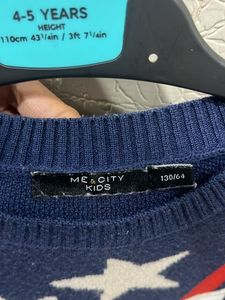 4-5 YEARS
HEIGHT
110cm 43¼in / 3ft 7¼in
ME&CITY
KIDS
130/64